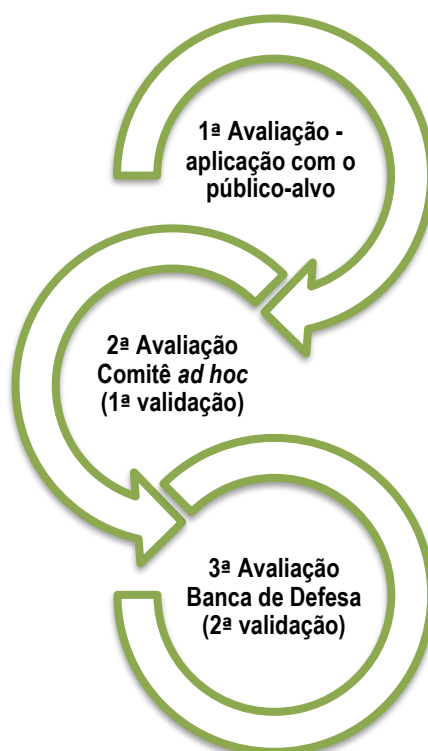 1ª Avaliação -
aplicação com o
público-alvo
2ª Avaliação
Comitê ad hoc
(1ª validação)
3ª Avaliação
Banca de Defesa
(2ª validação)